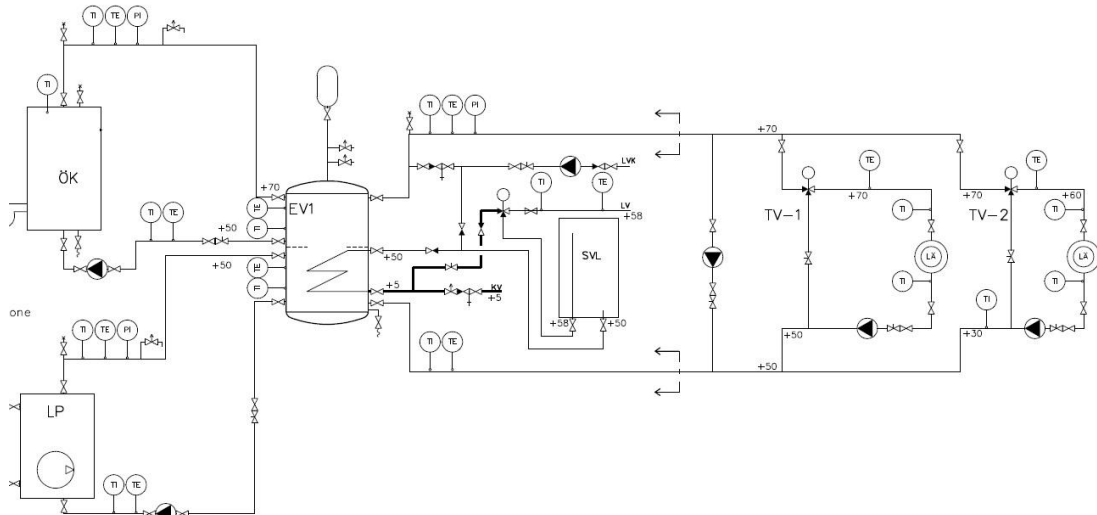 TI TE PI
TI
ÖK
TI TE
+50
+50
one
TI TE PI
LP
TI TE
+70
TE
EV1
TI
TE
TI
+50
+5
KV
+5
TI TE PI
LVK
TI TE
LV
+58
SVL
+58 +50
TI TE
+70
TE
+70
TV-1
TI
LÄ
TI
+50
+50
+70
TE
+60
TV-2
TI
LÄ
TI
TI
+30